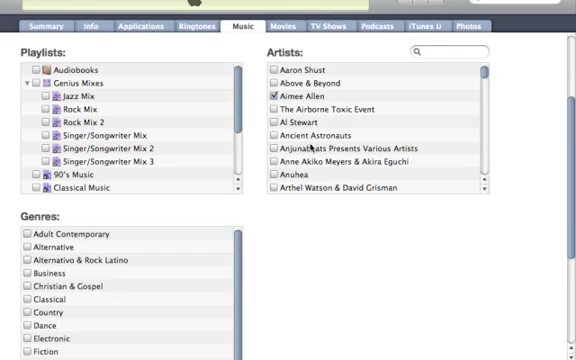 Summary Info Applications Ringtones Music Movies TV Shows Podcasts iTunes U Photos
Playlists:
Audiobooks
Genius Mixes
Jazz Mix
Rock Mix
Rock Mix 2
Singer/Songwriter Mix
Singer/Songwriter Mix 2
Singer/Songwriter Mix 3
90's Music
Classical Music
Artists:
Aaron Shust
Above & Beyond
Aimee Allen
The Airborne Toxic Event
Al Stewart
Ancient Astronauts
Anjunabeats Presents Various Artists
Anne Akiko Meyers & Akira Eguchi
Anuhea
Arthel Watson & David Grisman
Genres:
Adult Contemporary
Alternative
Alternativo & Rock Latino
Business
Christian & Gospel
Classical
Country
Dance
Electronic
Fiction